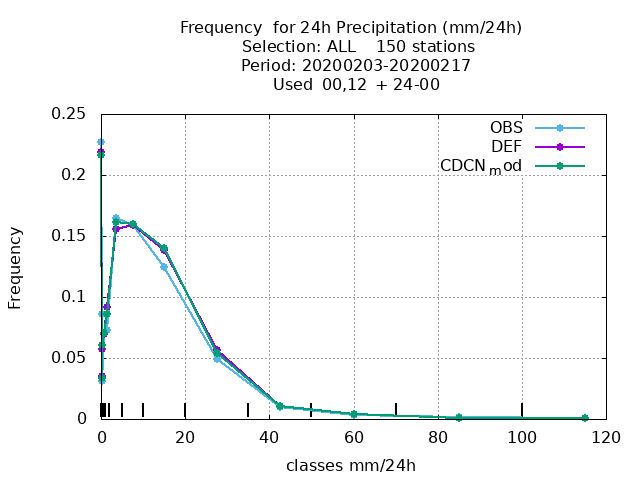 Frequency  for 24h Precipitation (mm/24h)
Selection: ALL    150 stations
Period: 20200203-20200217
Used  00,12  + 24-00
0.25
0.2
0.15
0.1
0.05
0
OBS
DEF
CDCN_mod
Frequency
0 20 40 60 80 100 120
classes mm/24h